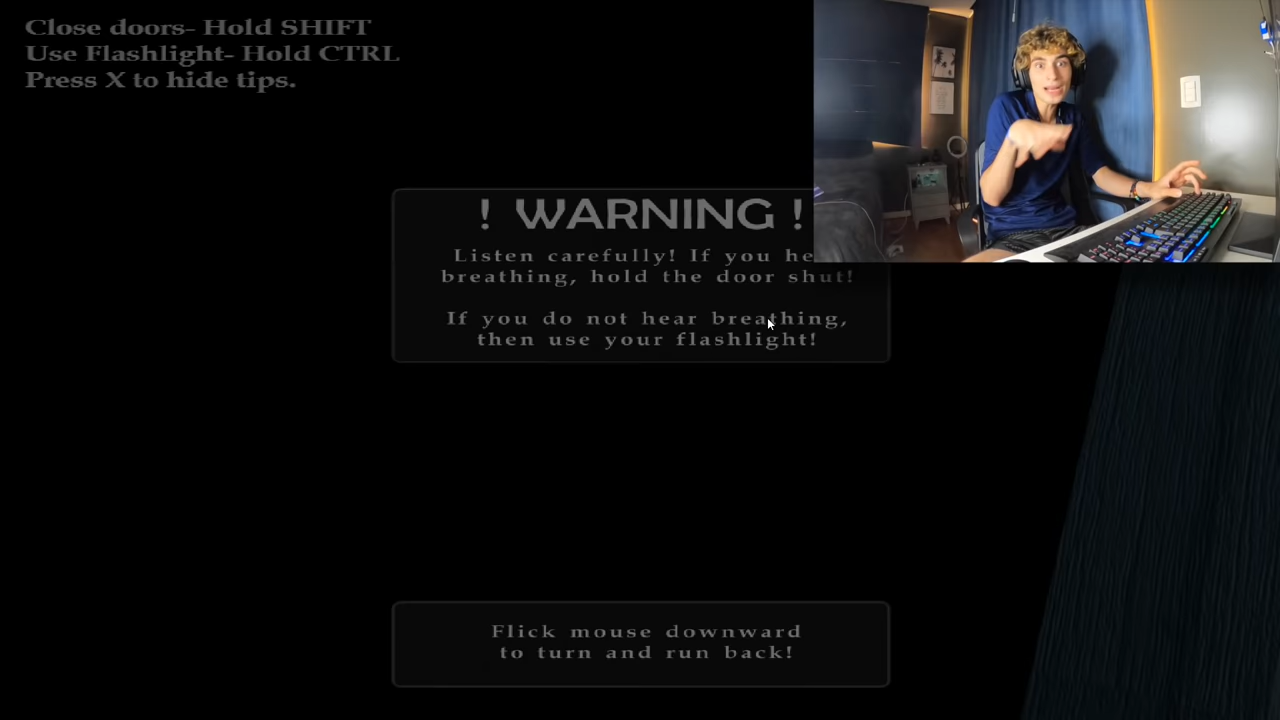 Close doors- Hold SHIFT
Use Flashlight- Hold CTRL
Press X to hide tips.
! WARNING !
Listen carefully! If you he
breathing, hold the door shut!
If you do not hear breathing,
then use your flashlight!
Flick mouse downward
to turn and run back!